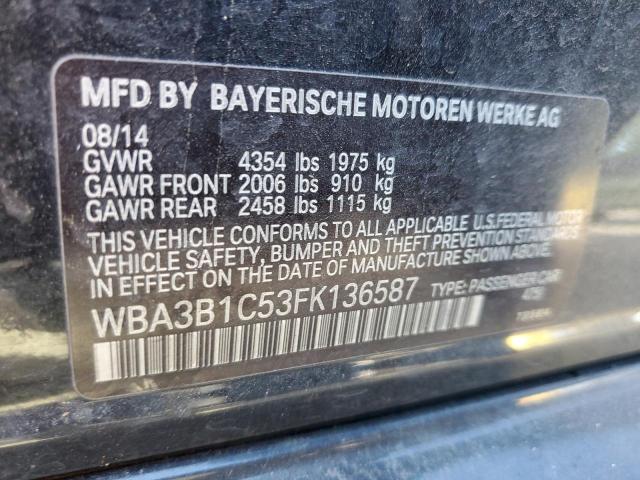 MFD BY BAYERISCHE MOTOREN WERKE AG
08/14
GVWR 4354 lbs 1975 kg
GAWR FRONT 2006 lbs 910 kg
GAWR REAR 2458 lbs 1115 kg
THIS VEHICLE CONFORMS TO ALL APPLICABLE U.S. FEDERAL MOTOR
VEHICLE SAFETY, BUMPER AND THEFT PREVENTION STANDARDS
IN EFFECT ON THE DATE OF MANUFACTURE SHOWN ABOVE.
WBA3B1C53FK136587 TYPE: PASSENGER CAR